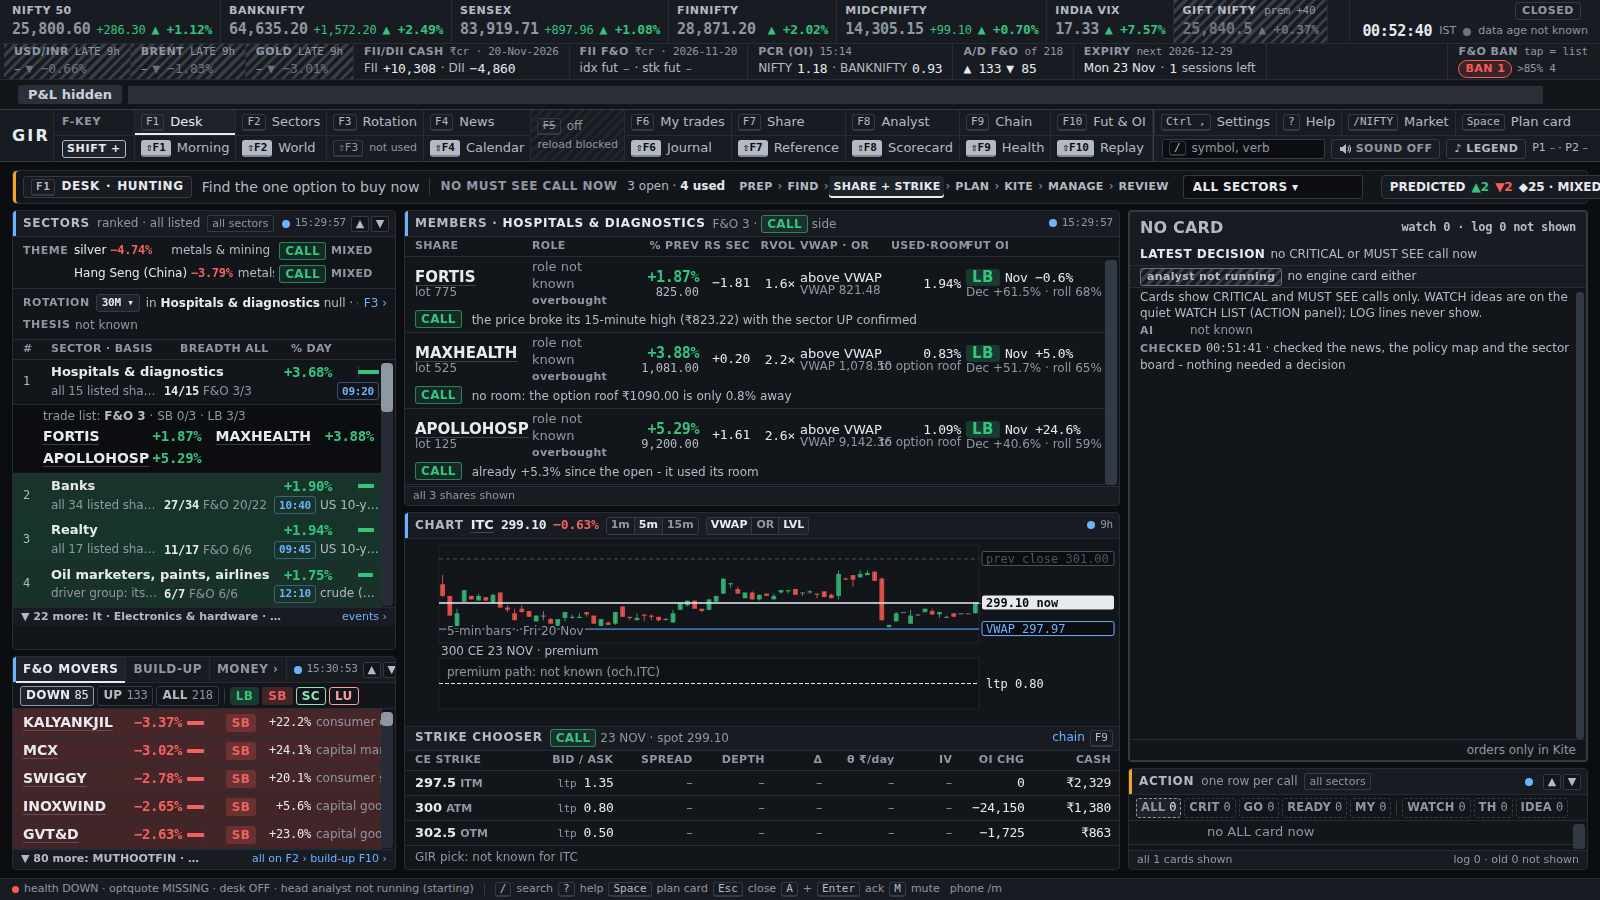 NIFTY 50
25,800.60 +286.30 ▲ +1.12%
BANKNIFTY
64,635.20 +1,572.20 ▲ +2.49%
SENSEX
83,919.71 +897.96 ▲ +1.08%
FINNIFTY
28,871.20 ▲ +2.02%
MIDCPNIFTY
14,305.15 +99.10 ▲ +0.70%
INDIA VIX
17.33 ▲ +7.57%
GIFT NIFTY prem +40
25,840.5 ▲ +0.37%
CLOSED
00:52:40 IST data age not known
USD/INR LATE 9h
– ▼ −0.66%
BRENT LATE 9h
– ▼ −1.83%
GOLD LATE 9h
– ▼ −3.01%
FII/DII CASH ₹cr · 20-Nov-2026
FII +10,308 · DII −4,860
FII F&O ₹cr · 2026-11-20
idx fut – · stk fut –
PCR (OI) 15:14
NIFTY 1.18 · BANKNIFTY 0.93
A/D F&O of 218
▲ 133 ▼ 85
EXPIRY next 2026-12-29
Mon 23 Nov · 1 sessions left
F&O BAN tap = list
BAN 1 >85% 4
P&L hidden
GIR
F-KEY
SHIFT +
F1 Desk
⇧F1 Morning
F2 Sectors
⇧F2 World
F3 Rotation
⇧F3 not used
F4 News
⇧F4 Calendar
F5 off
reload blocked
F6 My trades
⇧F6 Journal
F7 Share
⇧F7 Reference
F8 Analyst
⇧F8 Scorecard
F9 Chain
⇧F9 Health
F10 Fut & OI
⇧F10 Replay
Ctrl , Settings ? Help /NIFTY Market Space Plan card
/ symbol, verb SOUND OFF ♪ LEGEND P1 – · P2 –
F1 DESK · HUNTING Find the one option to buy now NO MUST SEE CALL NOW 3 open · 4 used PREP › FIND › SHARE + STRIKE › PLAN › KITE › MANAGE › REVIEW ALL SECTORS ▾ PREDICTED ▲2 ▼2 ◆25 · MIXED
SECTORS ranked · all listed all sectors 15:29:57 ▲ ▼
THEME silver −4.74% metals & mining CALL MIXED
Hang Seng (China) −3.79% metals CALL MIXED
ROTATION 30M ▾ in Hospitals & diagnostics null · F3 ›
THESIS not known
# SECTOR · BASIS BREADTH ALL % DAY
1 Hospitals & diagnostics +3.68%
all 15 listed sha… 14/15 F&O 3/3 09:20
trade list: F&O 3 · SB 0/3 · LB 3/3
FORTIS +1.87% MAXHEALTH +3.88%
APOLLOHOSP +5.29%
2 Banks +1.90%
all 34 listed sha… 27/34 F&O 20/22 10:40 US 10-y…
3 Realty +1.94%
all 17 listed sha… 11/17 F&O 6/6 09:45 US 10-y…
4 Oil marketers, paints, airlines +1.75%
driver group: its… 6/7 F&O 6/6 12:10 crude (…
▼ 22 more: It · Electronics & hardware · … events ›
F&O MOVERS BUILD-UP MONEY › 15:30:53 ▲ ▼
DOWN 85 UP 133 ALL 218 LB SB SC LU
KALYANKJIL −3.37% SB +22.2% consumer
MCX −3.02% SB +24.1% capital mar
SWIGGY −2.78% SB +20.1% consumer s
INOXWIND −2.65% SB +5.6% capital goo
GVT&D −2.63% SB +23.0% capital goo
▼ 80 more: MUTHOOTFIN · … all on F2 › build-up F10 ›
MEMBERS · HOSPITALS & DIAGNOSTICS F&O 3 · CALL side 15:29:57
SHARE ROLE % PREV RS SEC RVOL VWAP · OR USED·ROOM FUT OI
FORTIS
lot 775
role not known
overbought
+1.87%
825.00
−1.81 1.6× above VWAP
VWAP 821.48
1.94% LB Nov −0.6%
Dec +61.5% · roll 68%
CALL the price broke its 15-minute high (₹823.22) with the sector UP confirmed
MAXHEALTH
lot 525
role not known
overbought
+3.88%
1,081.00
+0.20 2.2× above VWAP
VWAP 1,078.50
0.83%
to option roof
LB Nov +5.0%
Dec +51.7% · roll 65%
CALL no room: the option roof ₹1090.00 is only 0.8% away
APOLLOHOSP
lot 125
role not known
overbought
+5.29%
9,200.00
+1.61 2.6× above VWAP
VWAP 9,142.36
1.09%
to option roof
LB Nov +24.6%
Dec +40.6% · roll 59%
CALL already +5.3% since the open - it used its room
all 3 shares shown
CHART ITC 299.10 −0.63% 1m 5m 15m VWAP OR LVL 9h
prev close 301.00
299.10 now
VWAP 297.97
5-min bars · Fri 20 Nov
300 CE 23 NOV · premium
premium path: not known (och.ITC)
ltp 0.80
STRIKE CHOOSER CALL 23 NOV · spot 299.10 chain F9
CE STRIKE BID / ASK SPREAD DEPTH Δ θ ₹/day IV OI CHG CASH
297.5 ITM ltp 1.35 – – – – – 0 ₹2,329
300 ATM ltp 0.80 – – – – – −24,150 ₹1,380
302.5 OTM ltp 0.50 – – – – – −1,725 ₹863
GIR pick: not known for ITC
NO CARD watch 0 · log 0 not shown
LATEST DECISION no CRITICAL or MUST SEE call now
analyst not running no engine card either
Cards show CRITICAL and MUST SEE calls only. WATCH ideas are on the
quiet WATCH LIST (ACTION panel); LOG lines never show.
AI not known
CHECKED 00:51:41 · checked the news, the policy map and the sector
board - nothing needed a decision
orders only in Kite
ACTION one row per call all sectors ▲ ▼
ALL 0 CRIT 0 GO 0 READY 0 MY 0 WATCH 0 TH 0 IDEA 0
no ALL card now
all 1 cards shown log 0 · old 0 not shown
health DOWN · optquote MISSING · desk OFF · head analyst not running (starting) / search ? help Space plan card Esc close A + Enter ack M mute phone /m